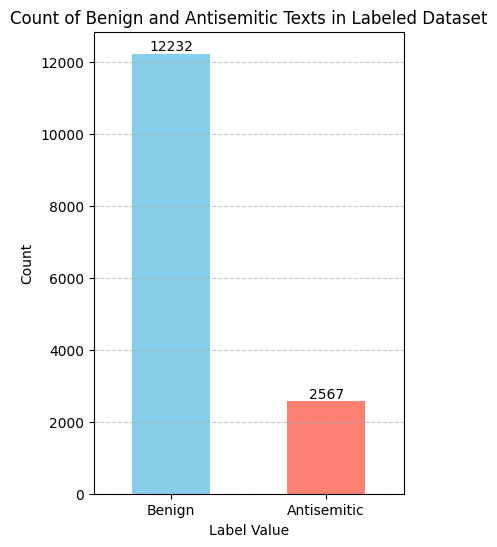 Count of Benign and Antisemitic Texts in Labeled Dataset
12232
12000
10000
8000
6000
4000
2567
2000
0
Count
Benign
Antisemitic
Label Value